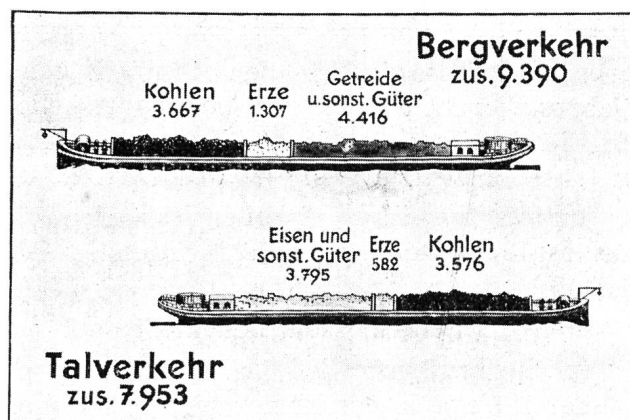 Bergverkehr
zus. 9.390
Kohlen
3.667
Erze
1.307
Getreide
u. sonst. Güter
4.416
Eisen und
sonst. Güter
3.795
Erze
582
Kohlen
3.576
Talverkehr
zus. 7.953